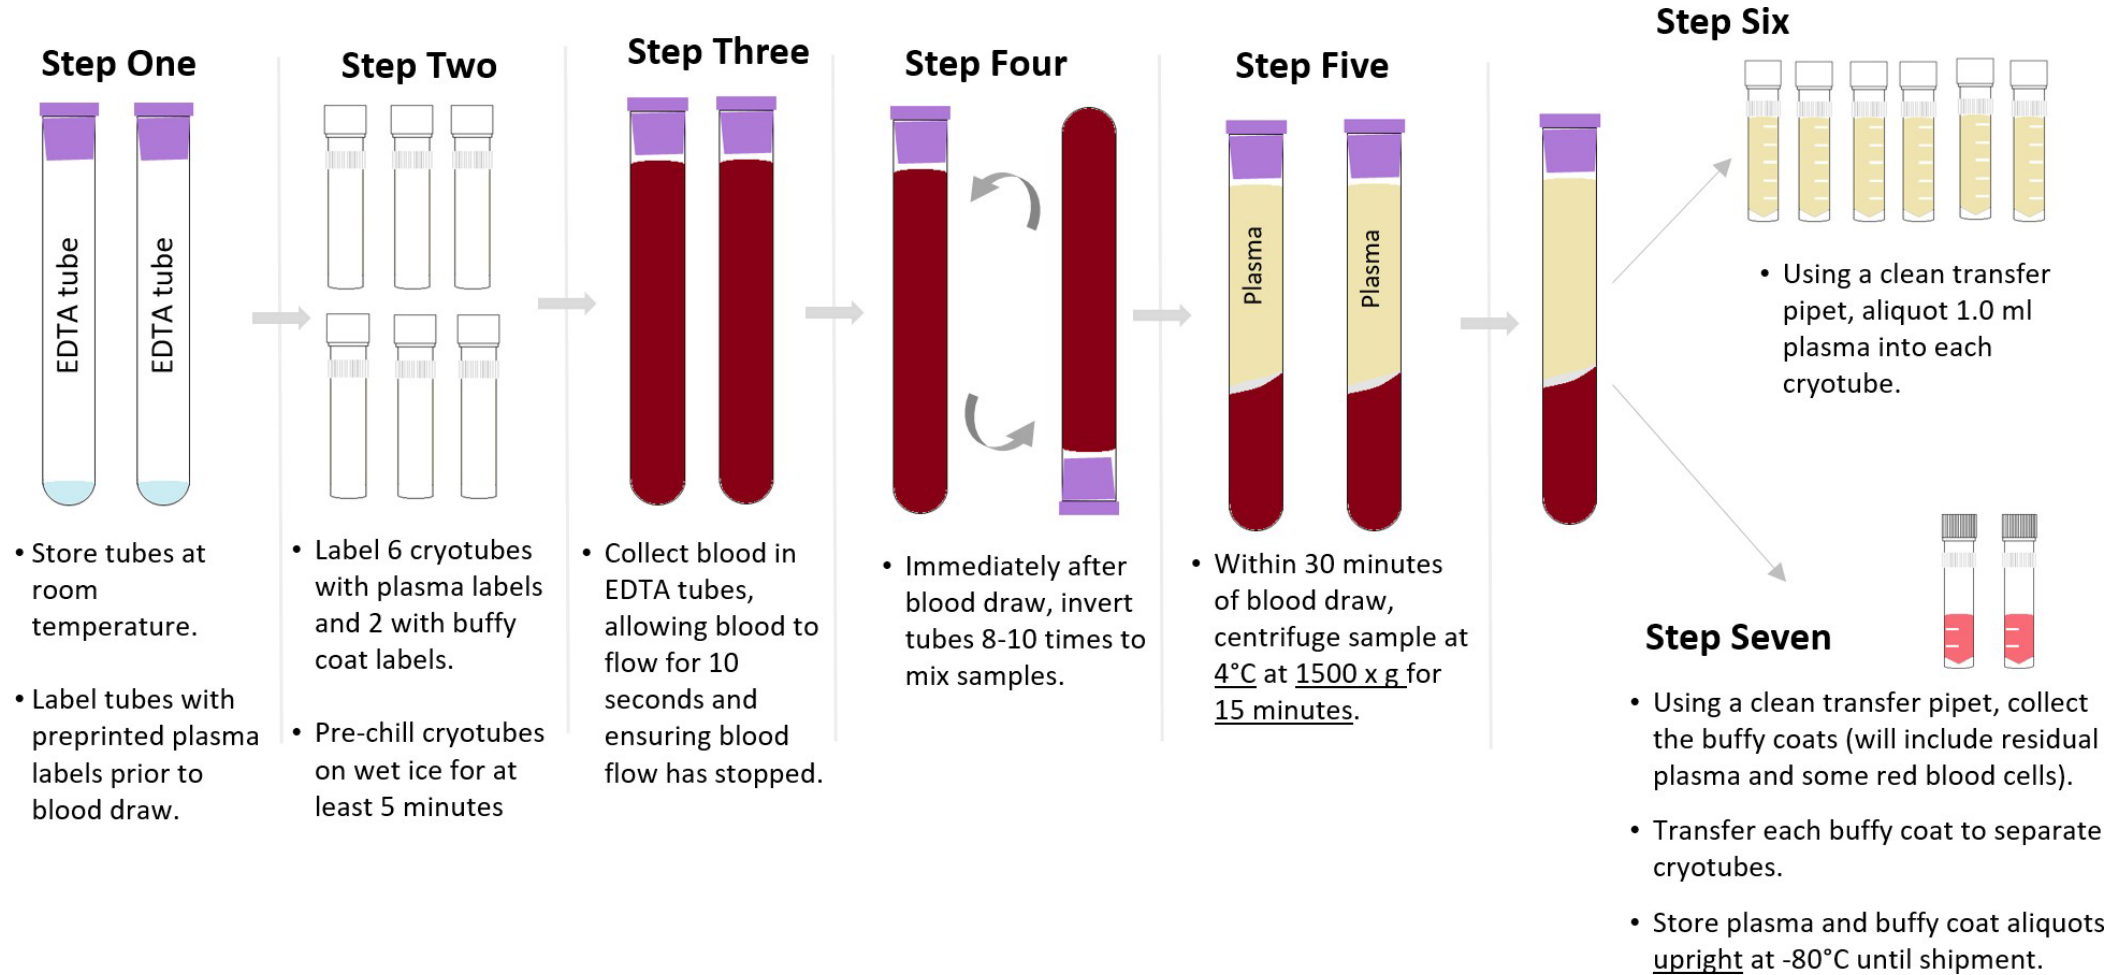 Step One
EDTA tube
EDTA tube
• Store tubes at
room
temperature.
• Label tubes with
preprinted plasma
labels prior to
blood draw.
Step Two
• Label 6 cryotubes
with plasma labels
and 2 with buffy
coat labels.
• Pre-chill cryotubes
on wet ice for at
least 5 minutes
Step Three
• Collect blood in
EDTA tubes,
allowing blood to
flow for 10
seconds and
ensuring blood
flow has stopped.
Step Four
• Immediately after
blood draw, invert
tubes 8-10 times to
mix samples.
Step Five
Plasma
Plasma
• Within 30 minutes
of blood draw,
centrifuge sample at
4°C at 1500 x g for
15 minutes.
Step Six
• Using a clean transfer
pipet, aliquot 1.0 ml
plasma into each
cryotube.
Step Seven
• Using a clean transfer pipet, collect
the buffy coats (will include residual
plasma and some red blood cells).
• Transfer each buffy coat to separate
cryotubes.
• Store plasma and buffy coat aliquots
upright at -80°C until shipment.